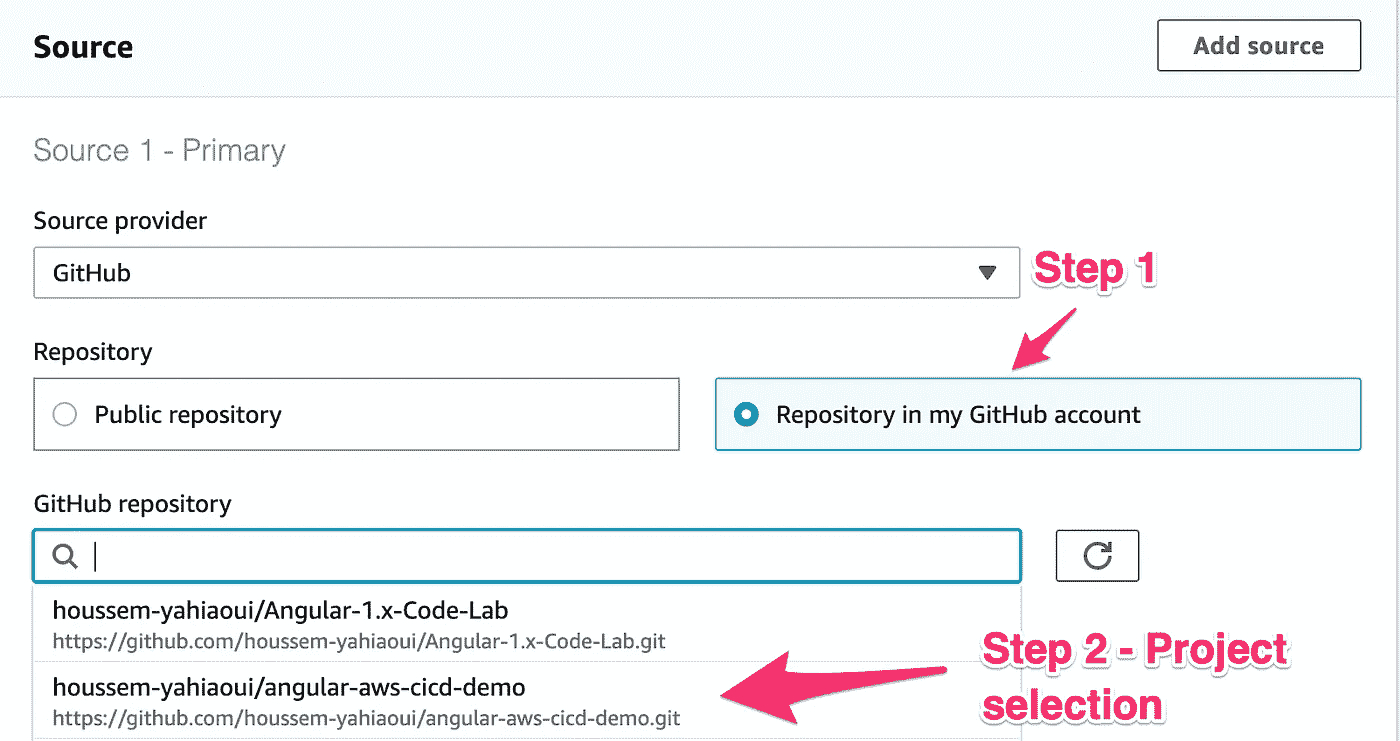 Source
Add source
Source 1 - Primary
Source provider
GitHub
Step 1
Repository
Public repository
Repository in my GitHub account
GitHub repository
houssem-yahiaoui/Angular-1.x-Code-Lab
https://github.com/houssem-yahiaoui/Angular-1.x-Code-Lab.git
Step 2 - Project
selection
houssem-yahiaoui/angular-aws-cicd-demo
https://github.com/houssem-yahiaoui/angular-aws-cicd-demo.git